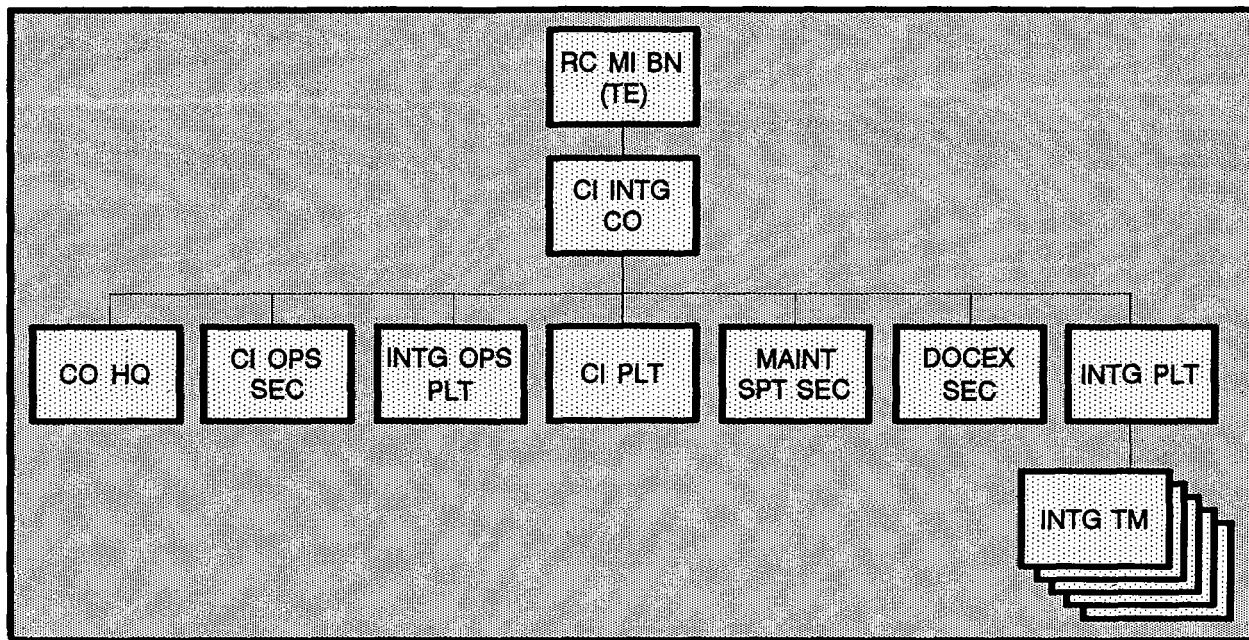 RC MI BN
(TE)
CI INTG
CO
CO HQ
CI OPS
SEC
INTG OPS
PLT
CI PLT
MAINT
SPT SEC
DOCEX
SEC
INTG PLT
INTG TM